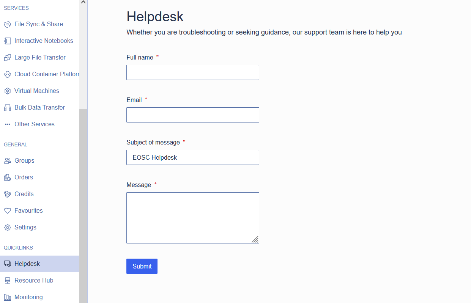 SERVICES
File Sync & Share
Interactive Notebooks
Large File Transfer
Cloud Container Platform
Virtual Machines
Bulk Data Transfer
Other Services
GENERAL
Groups
Orders
Credits
Favourites
Settings
QUICKLINKS
Helpdesk
Resource Hub
Monitoring
Helpdesk
Whether you are troubleshooting or seeking guidance, our support team is here to help you
Full name *
Email *
Subject of message *
EOSC Helpdesk
Message *
Submit